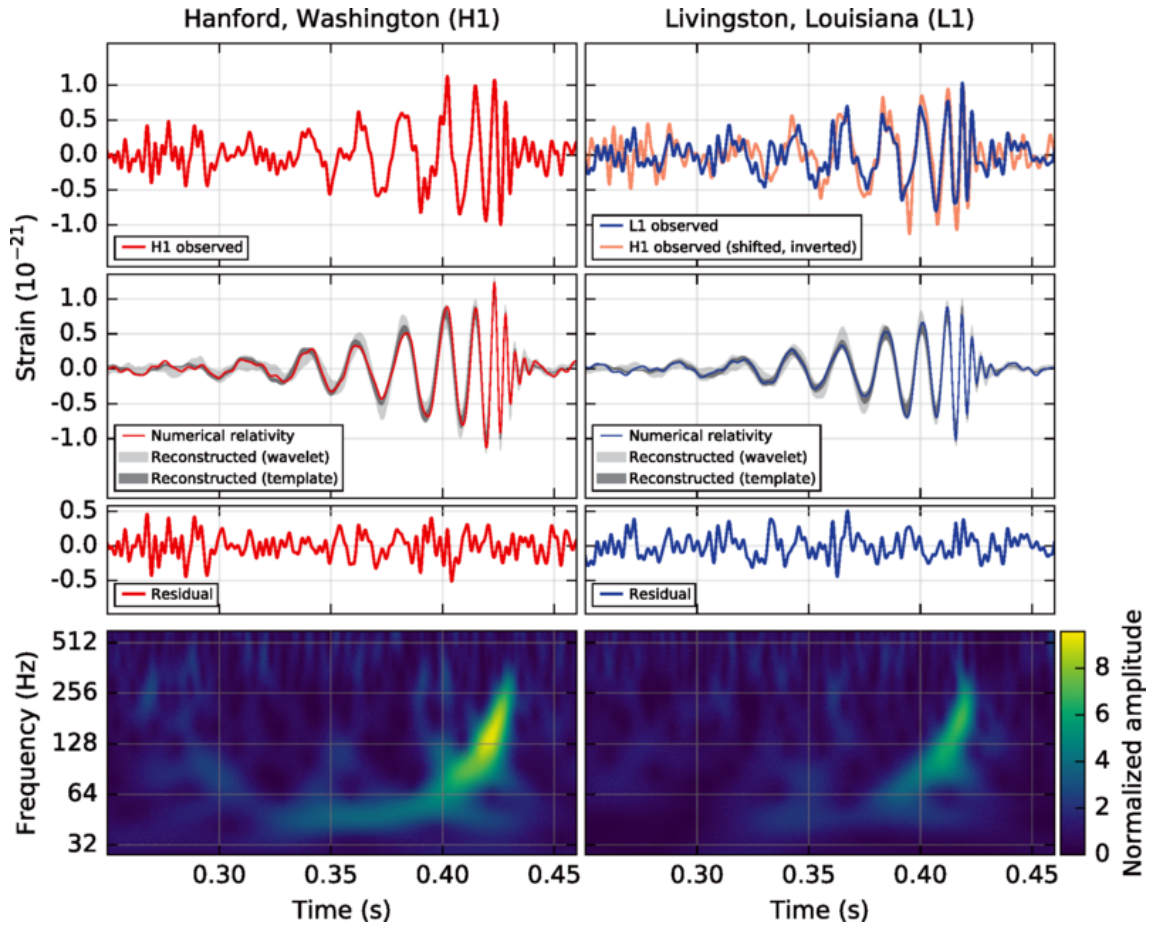 Hanford, Washington (H1)
Livingston, Louisiana (L1)
Strain (10⁻²¹)
1.0
0.5
0.0
-0.5
-1.0
H1 observed
L1 observed
H1 observed (shifted, inverted)
1.0
0.5
0.0
-0.5
-1.0
Numerical relativity
Reconstructed (wavelet)
Reconstructed (template)
Numerical relativity
Reconstructed (wavelet)
Reconstructed (template)
0.5
0.0
-0.5
Residual
Residual
Frequency (Hz)
512
256
128
64
32
8
6
4
2
0
Normalized amplitude
0.30 0.35 0.40 0.45
0.30 0.35 0.40 0.45
Time (s)
Time (s)